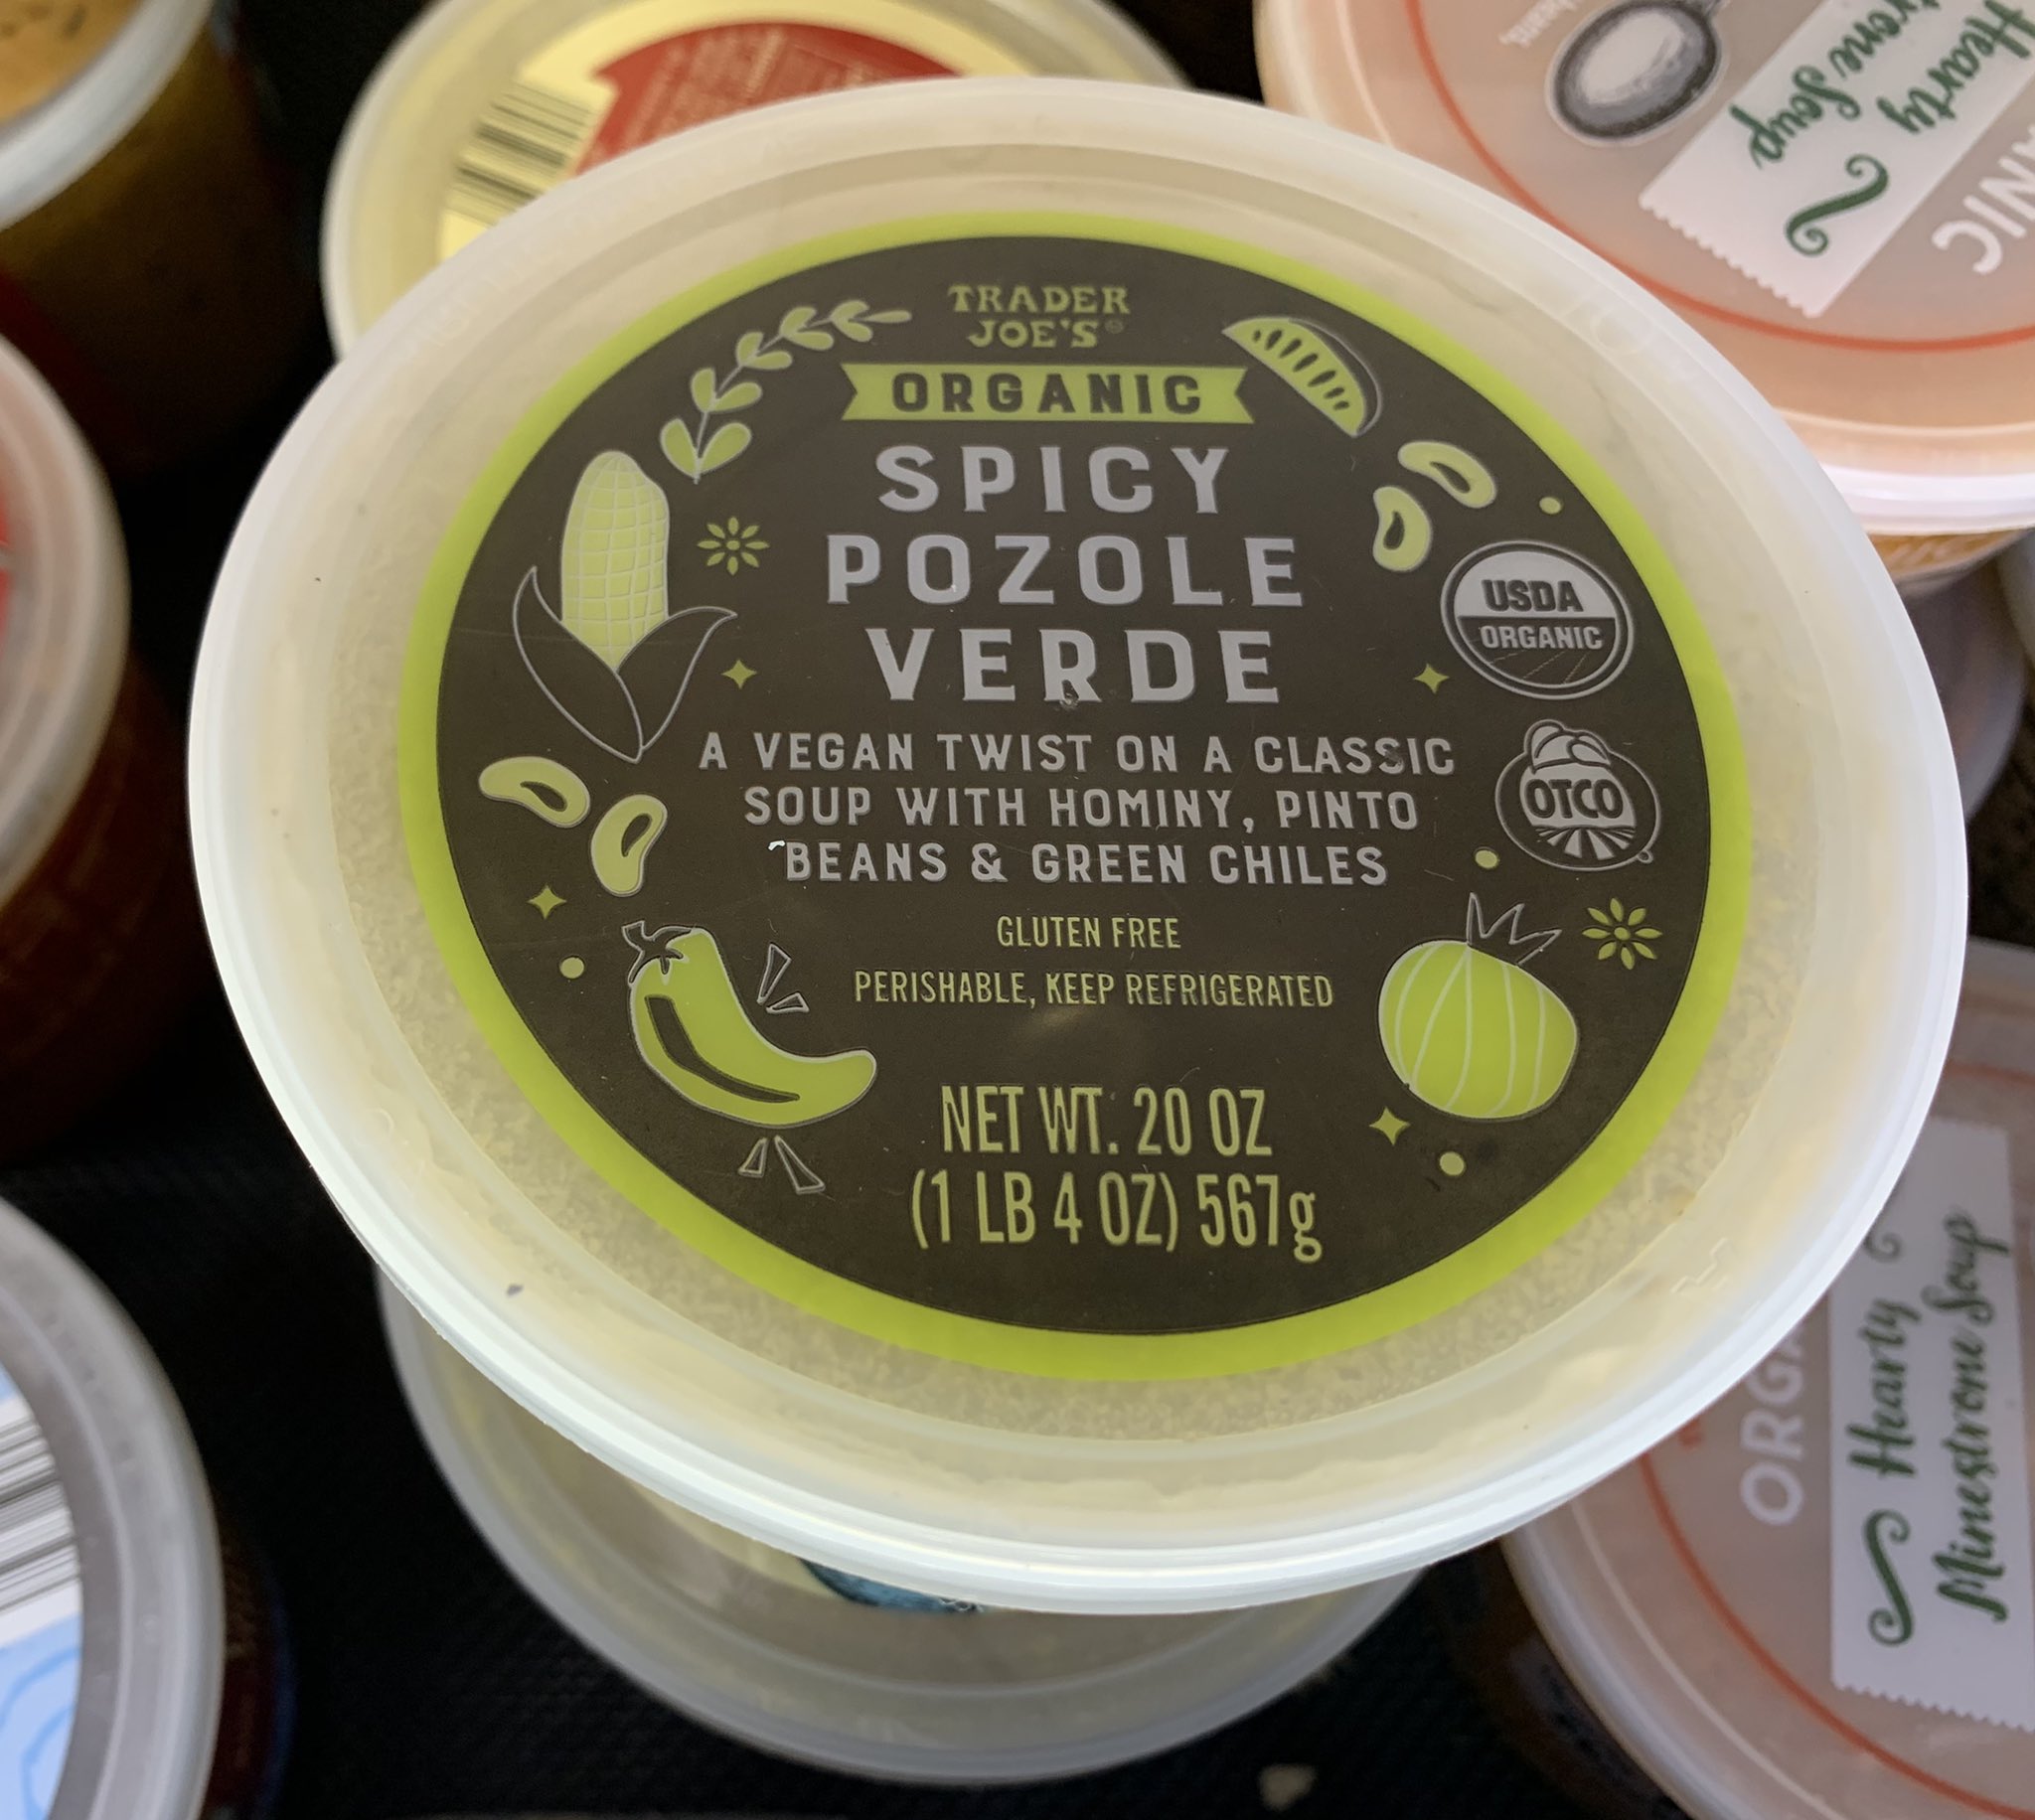 TRADER
JOE'S®
ORGANIC
SPICY
POZOLE
VERDE
A VEGAN TWIST ON A CLASSIC
SOUP WITH HOMINY, PINTO
BEANS & GREEN CHILES
GLUTEN FREE
PERISHABLE, KEEP REFRIGERATED
NET WT. 20 OZ
(1 LB 4 OZ) 567g
USDA
ORGANIC
OTCO
Hearty
Soup
Hearty
Minestrone Soup